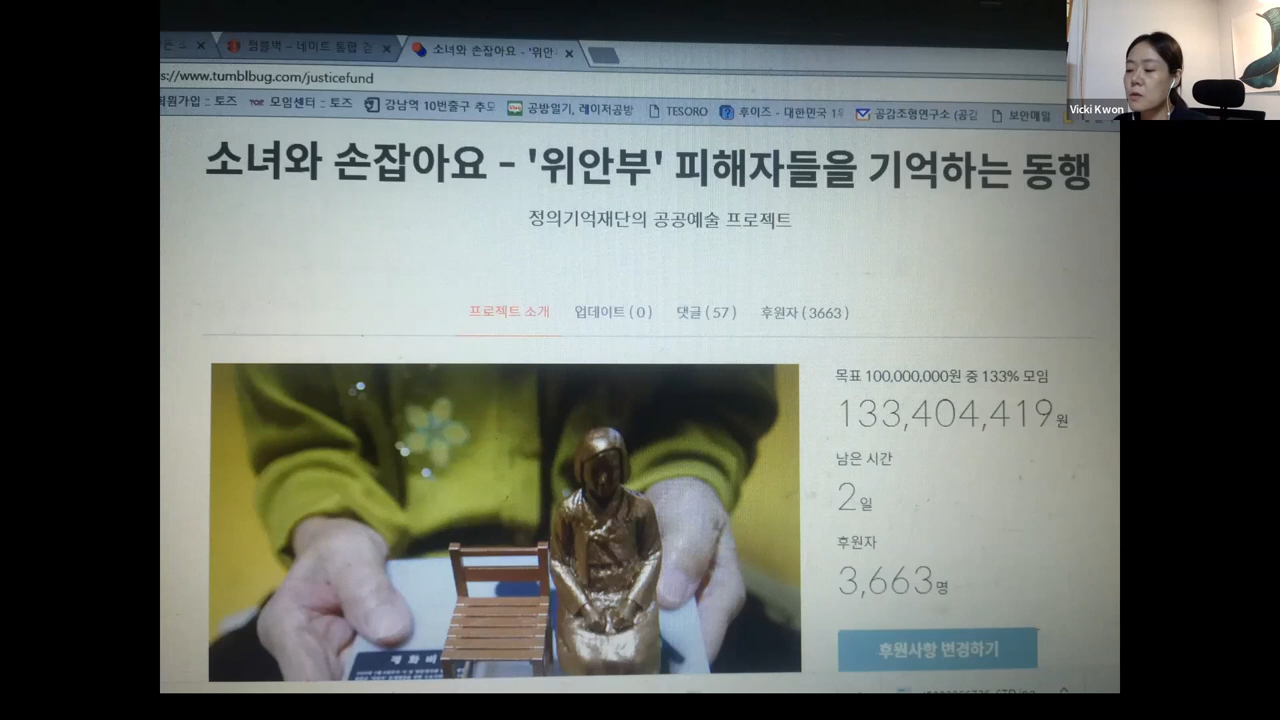 소녀와 손잡아요 - '위안
s://www.tumblbug.com/justicefund
회원가입 :: 토즈 TOZ 모임센터 :: 토즈 강남역 10번출구 추모 공방일기, 레이저공방 TESORO 후이즈 - 대한민국 1위 공감조형연구소 (공감 보안메일
Vicki Kwon
소녀와 손잡아요 - '위안부' 피해자들을 기억하는 동행
정의기억재단의 공공예술 프로젝트
프로젝트 소개 업데이트 ( 0 ) 댓글 ( 57 ) 후원자 ( 3663 )
목표 100,000,000원 중 133% 모임
133,404,419원
남은 시간
2일
후원자
3,663명
후원사항 변경하기
평화비